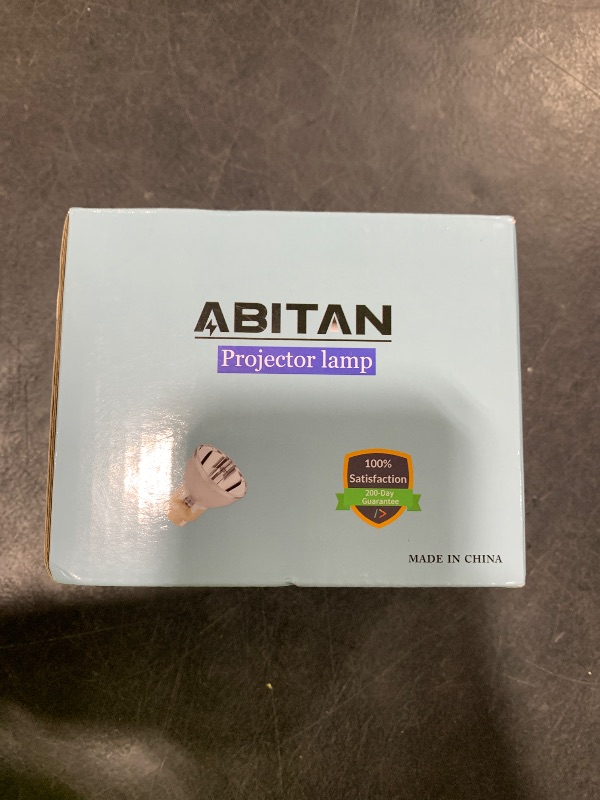 ABITAN
Projector lamp
100%
Satisfaction
200-Day
Guarantee
/>
MADE IN CHINA